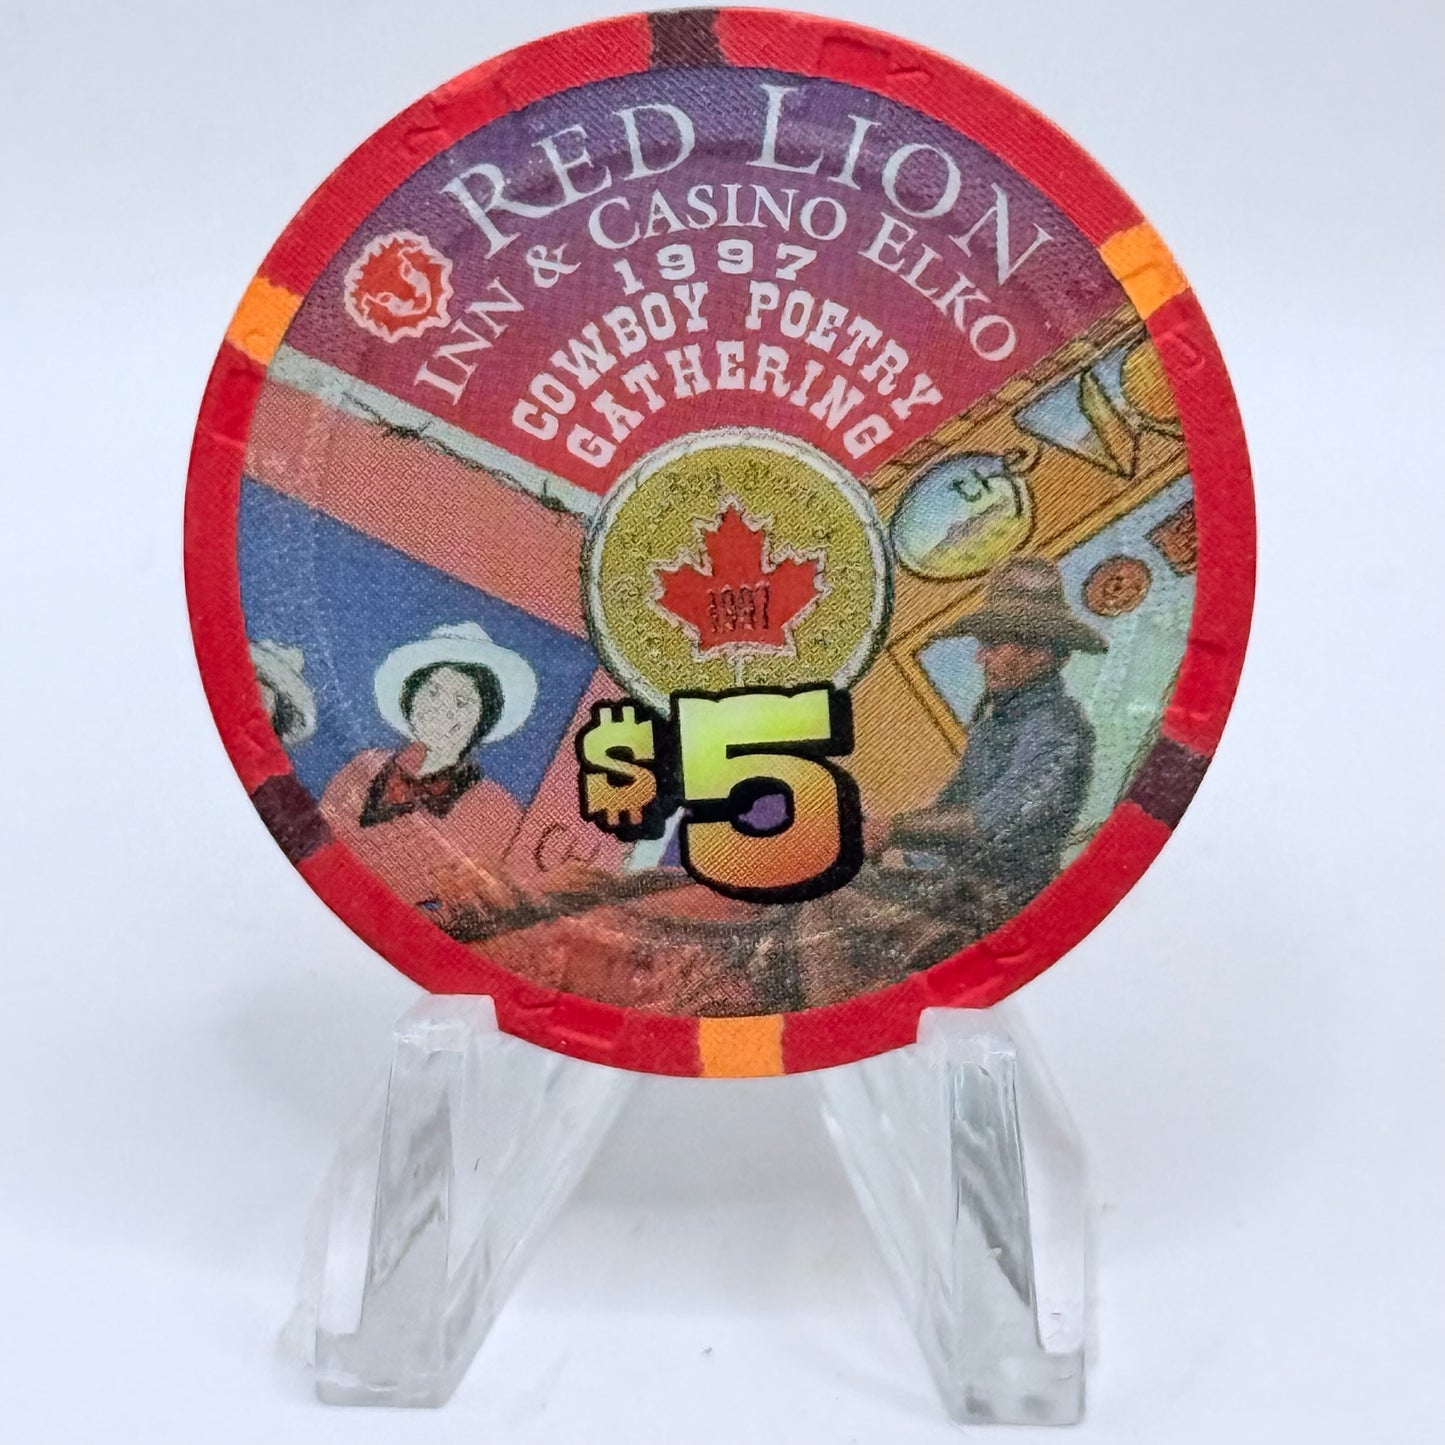 RED LION
INN & CASINO ELKO
1997
COWBOY POETRY
GATHERING
1997
$5